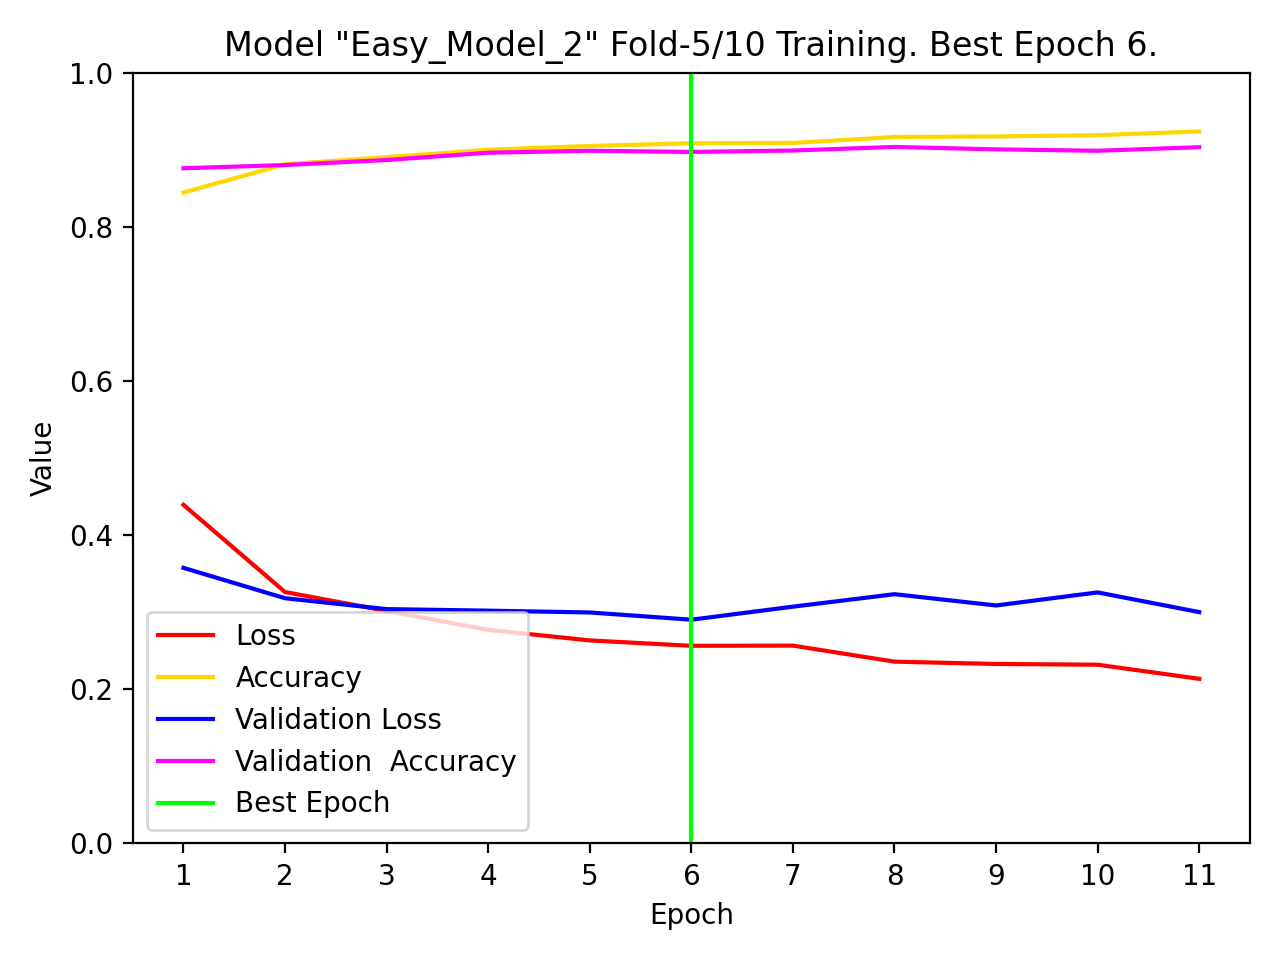 Model "Easy_Model_2" Fold-5/10 Training. Best Epoch 6.
1.0
0.8
0.6
0.4
0.2
0.0
Value
Loss
Accuracy
Validation Loss
Validation  Accuracy
Best Epoch
1 2 3 4 5 6 7 8 9 10 11
Epoch